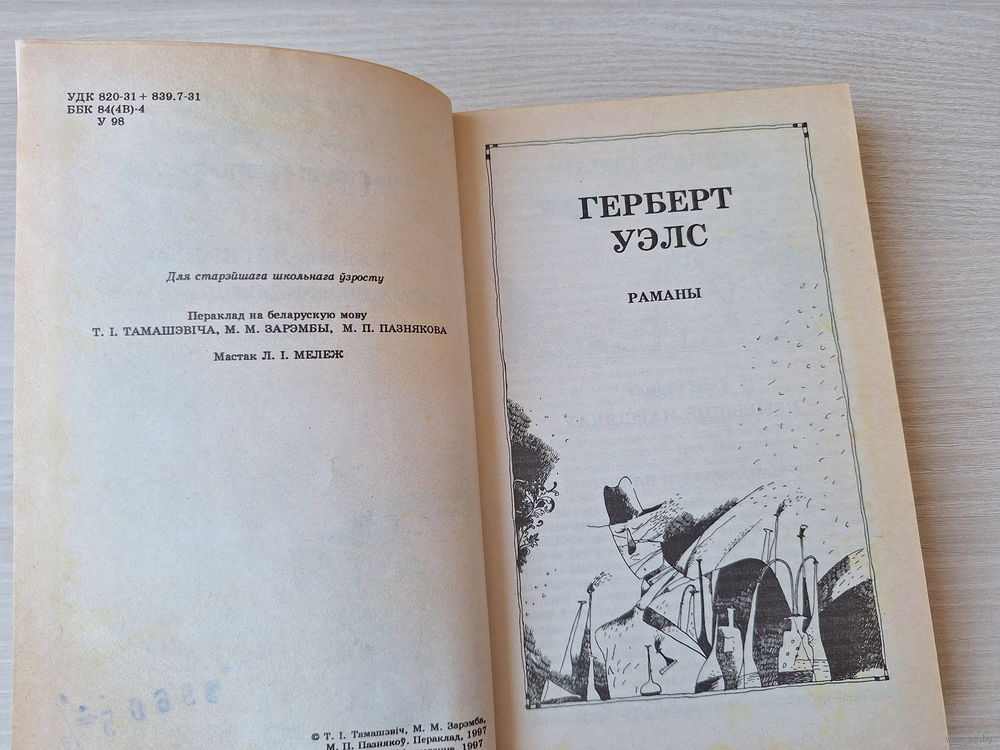 УДК 820-31 + 839.7-31
ББК 84(4В)-4
У 98
Для старэйшага школьнага ўзросту
Пераклад на беларускую мову
Т. І. ТАМАШЭВІЧА, М. М. ЗАРЭМБЫ, М. П. ПАЗНЯКОВА
Мастак Л. І. МЕЛЕЖ
© Т. І. Тамашэвіч, М. М. Зарэмба,
М. П. Пазнякоў. Пераклад, 1997
1997
ГЕРБЕРТ
УЭЛС
РАМАНЫ